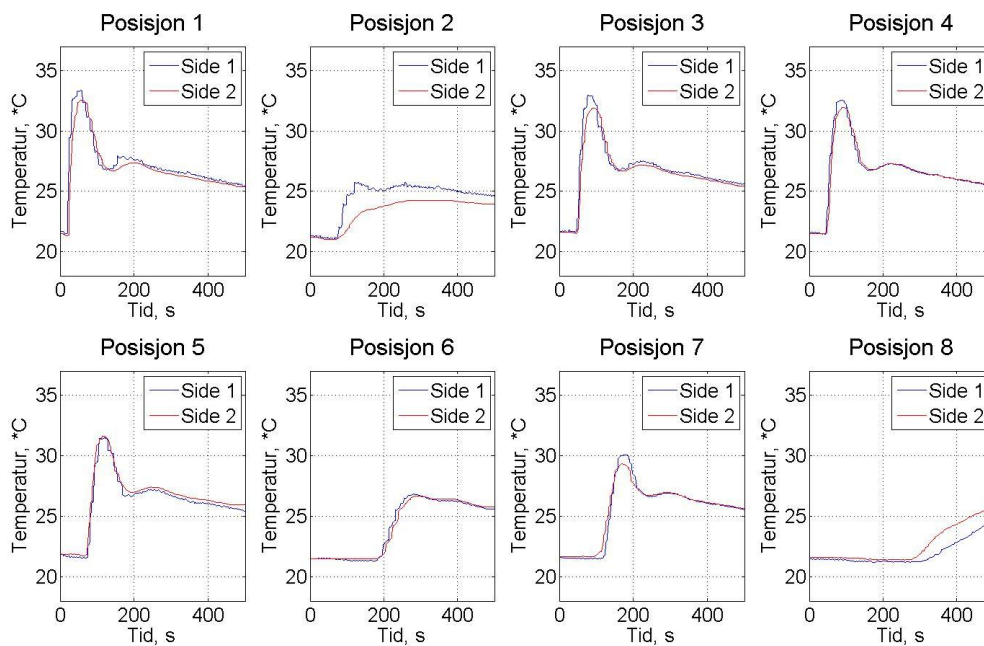 Posisjon 1
Posisjon 2
Posisjon 3
Posisjon 4
Temperatur, *C
35
30
25
20
Side 1
Side 2
0 200 400
Tid, s
Temperatur, *C
35
30
25
20
Side 1
Side 2
0 200 400
Tid, s
Temperatur, *C
35
30
25
20
Side 1
Side 2
0 200 400
Tid, s
Temperatur, *C
35
30
25
20
Side 1
Side 2
0 200 400
Tid, s
Posisjon 5
Posisjon 6
Posisjon 7
Posisjon 8
Temperatur, *C
35
30
25
20
Side 1
Side 2
0 200 400
Tid, s
Temperatur, *C
35
30
25
20
Side 1
Side 2
0 200 400
Tid, s
Temperatur, *C
35
30
25
20
Side 1
Side 2
0 200 400
Tid, s
Temperatur, *C
35
30
25
20
Side 1
Side 2
0 200 400
Tid, s